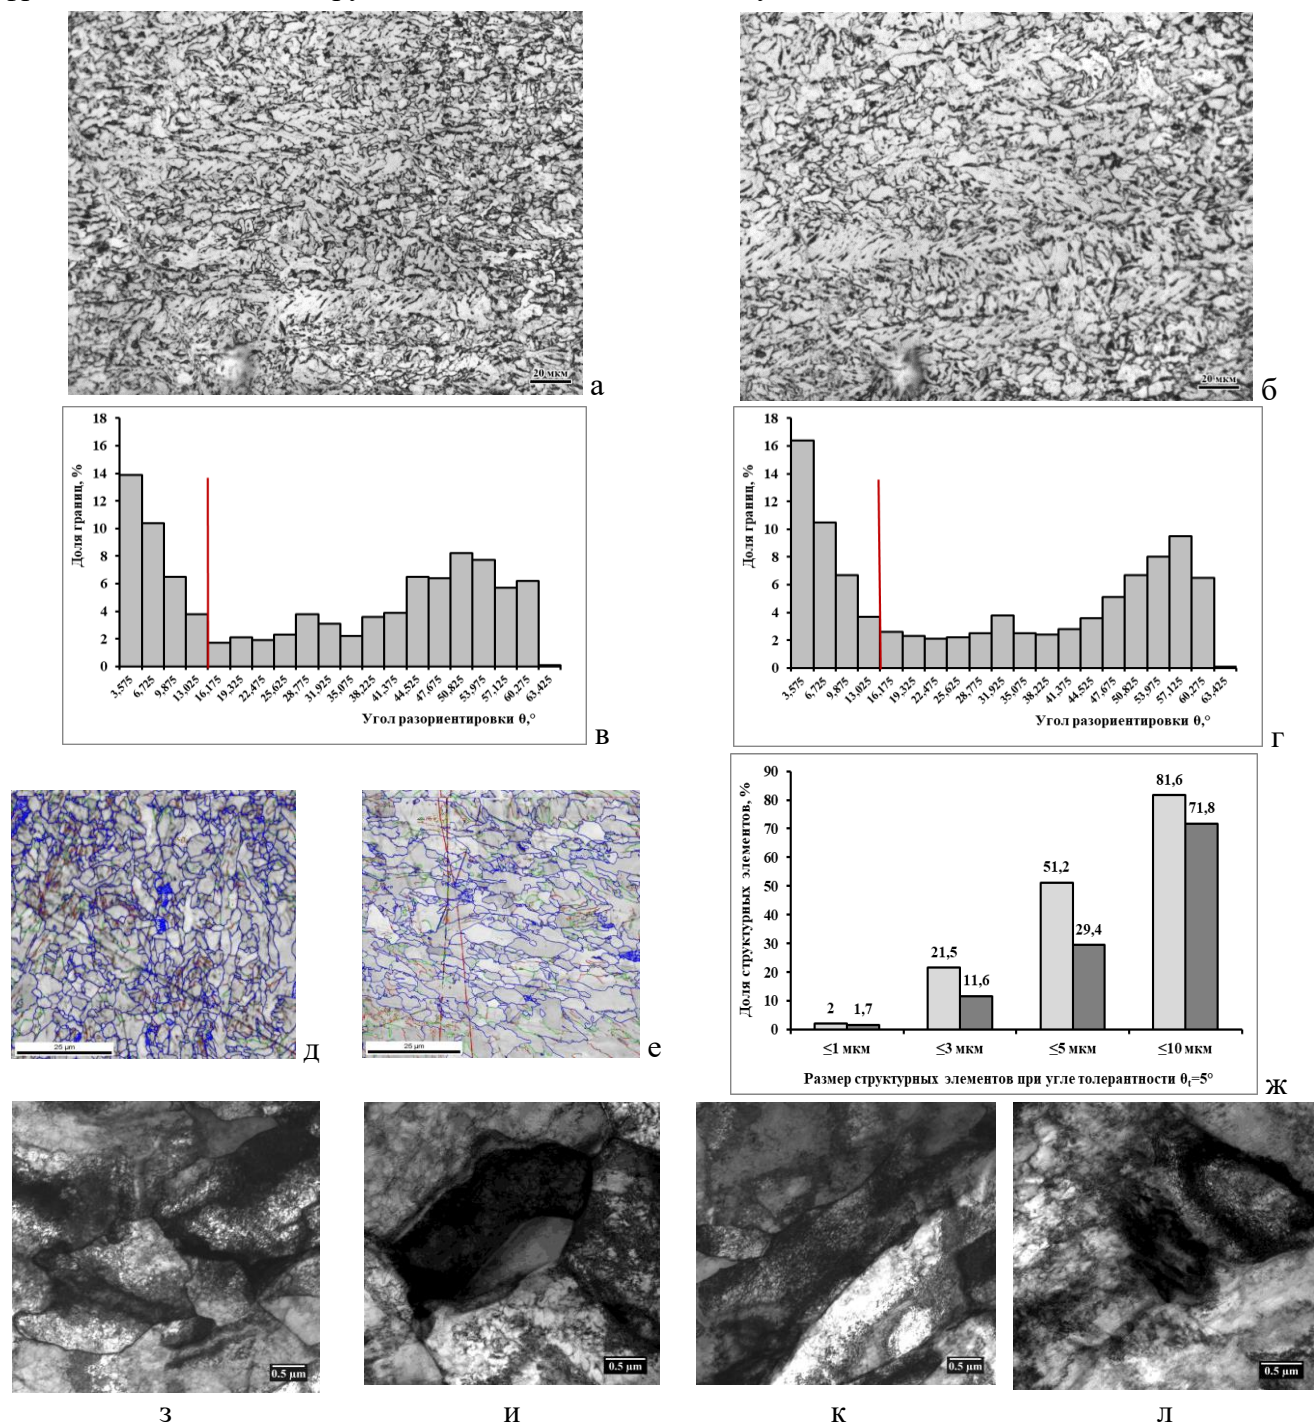 20 мкм
а
20 мкм
б
18
16
14
12
10
8
6
4
2
0
Доля границ, %
3,575 6,725 9,875 13,025 16,175 19,325 22,475 25,625 28,775 31,925 35,075 38,225 41,375 44,525 47,675 50,825 53,975 57,125 60,275 63,425
Угол разориентировки θ,°
в
18
16
14
12
10
8
6
4
2
0
Доля границ, %
3,575 6,725 9,875 13,025 16,175 19,325 22,475 25,625 28,775 31,925 35,075 38,225 41,375 44,525 47,675 50,825 53,975 57,125 60,275 63,425
Угол разориентировки θ,°
г
25 µm
д
25 µm
е
90
80
70
60
50
40
30
20
10
0
Доля структурных элементов, %
2 1,7
21,5 11,6
51,2 29,4
81,6 71,8
≤1 мкм ≤3 мкм ≤5 мкм ≤10 мкм
Размер структурных элементов при угле толерантности θt=5°
ж
0.5 µm
0.5 µm
0.5 µm
0.5 µm
з и к л